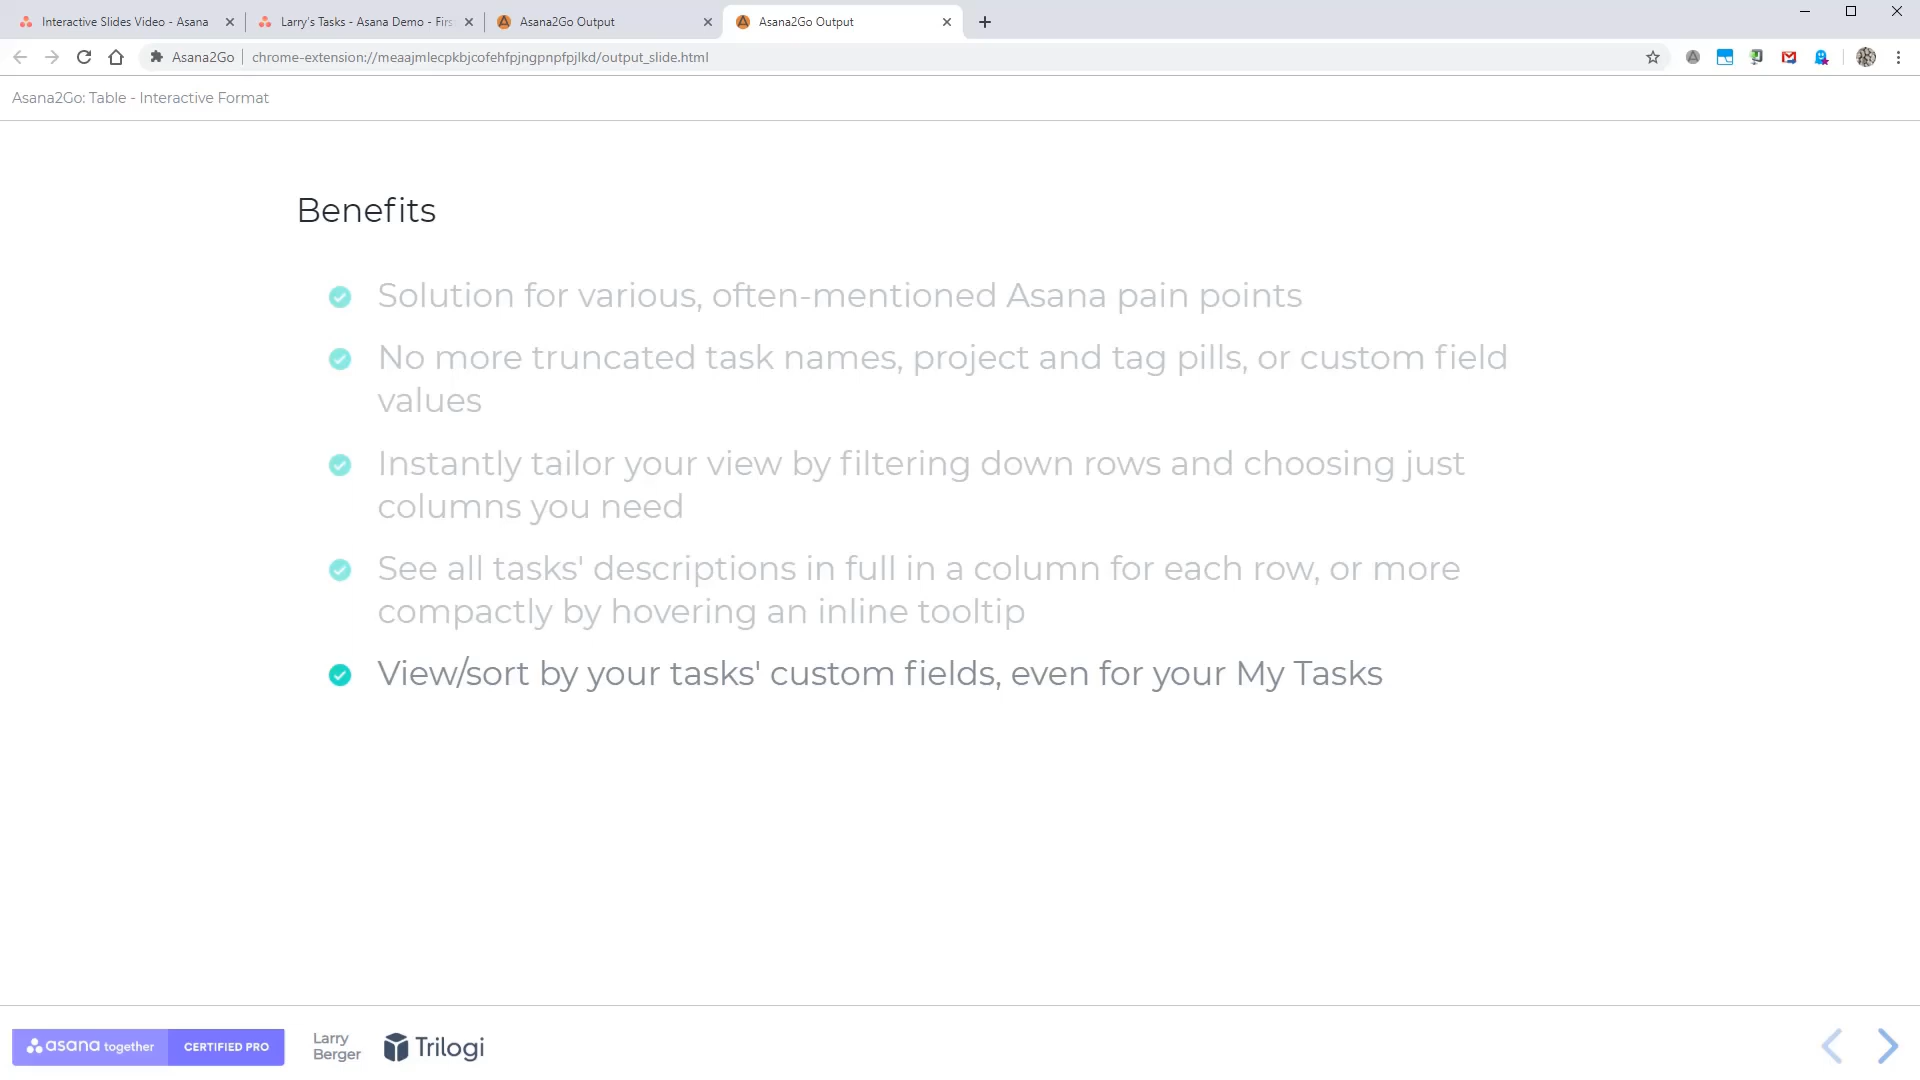 Interactive Slides Video - Asana
Larry's Tasks - Asana Demo - Firs
Asana2Go Output
Asana2Go Output
Asana2Go
chrome-extension://meaajmlecpkbjcofehfpjngpnpfpjlkd/output_slide.html
Asana2Go: Table - Interactive Format
Benefits
Solution for various, often-mentioned Asana pain points
No more truncated task names, project and tag pills, or custom field
values
Instantly tailor your view by filtering down rows and choosing just
columns you need
See all tasks' descriptions in full in a column for each row, or more
compactly by hovering an inline tooltip
View/sort by your tasks' custom fields, even for your My Tasks
asana together
CERTIFIED PRO
Larry
Berger
Trilogi